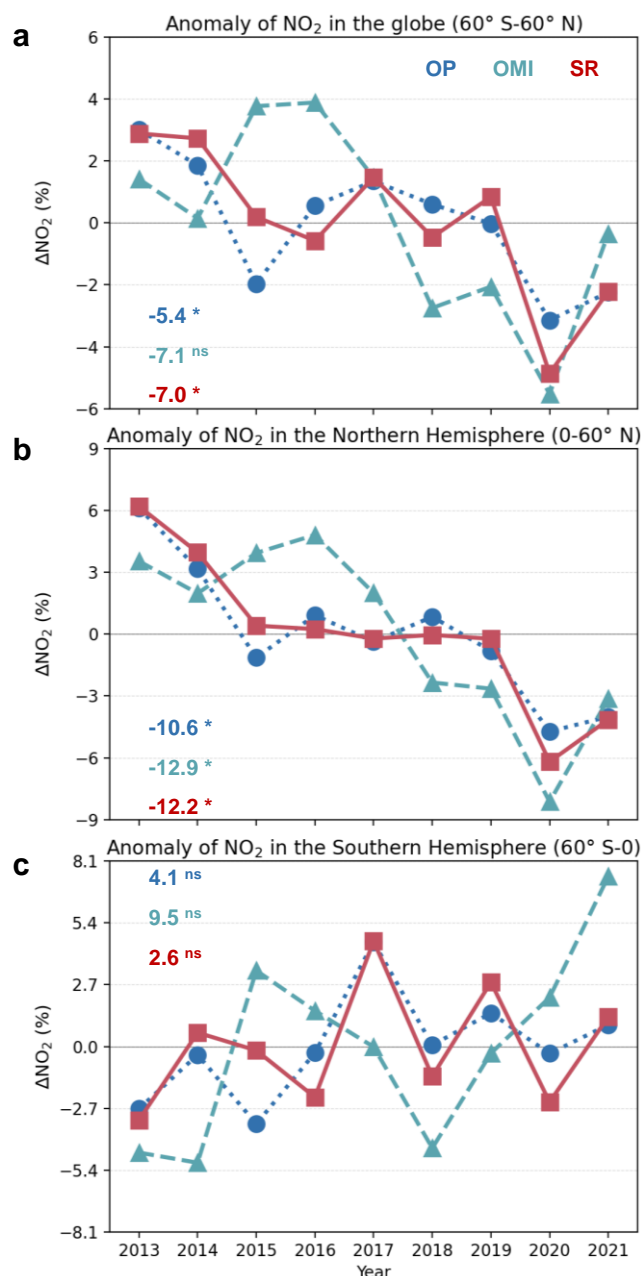 a
Anomaly of NO₂ in the globe (60° S-60° N)
OP OMI SR
6
4
2
0
−2
−4
−6
ΔNO₂ (%)
-5.4 *
-7.1 ns
-7.0 *
b
Anomaly of NO₂ in the Northern Hemisphere (0-60° N)
9
6
3
0
−3
−6
−9
ΔNO₂ (%)
-10.6 *
-12.9 *
-12.2 *
c
Anomaly of NO₂ in the Southern Hemisphere (60° S-0)
8.1
5.4
2.7
0.0
−2.7
−5.4
−8.1
ΔNO₂ (%)
4.1 ns
9.5 ns
2.6 ns
2013 2014 2015 2016 2017 2018 2019 2020 2021
Year